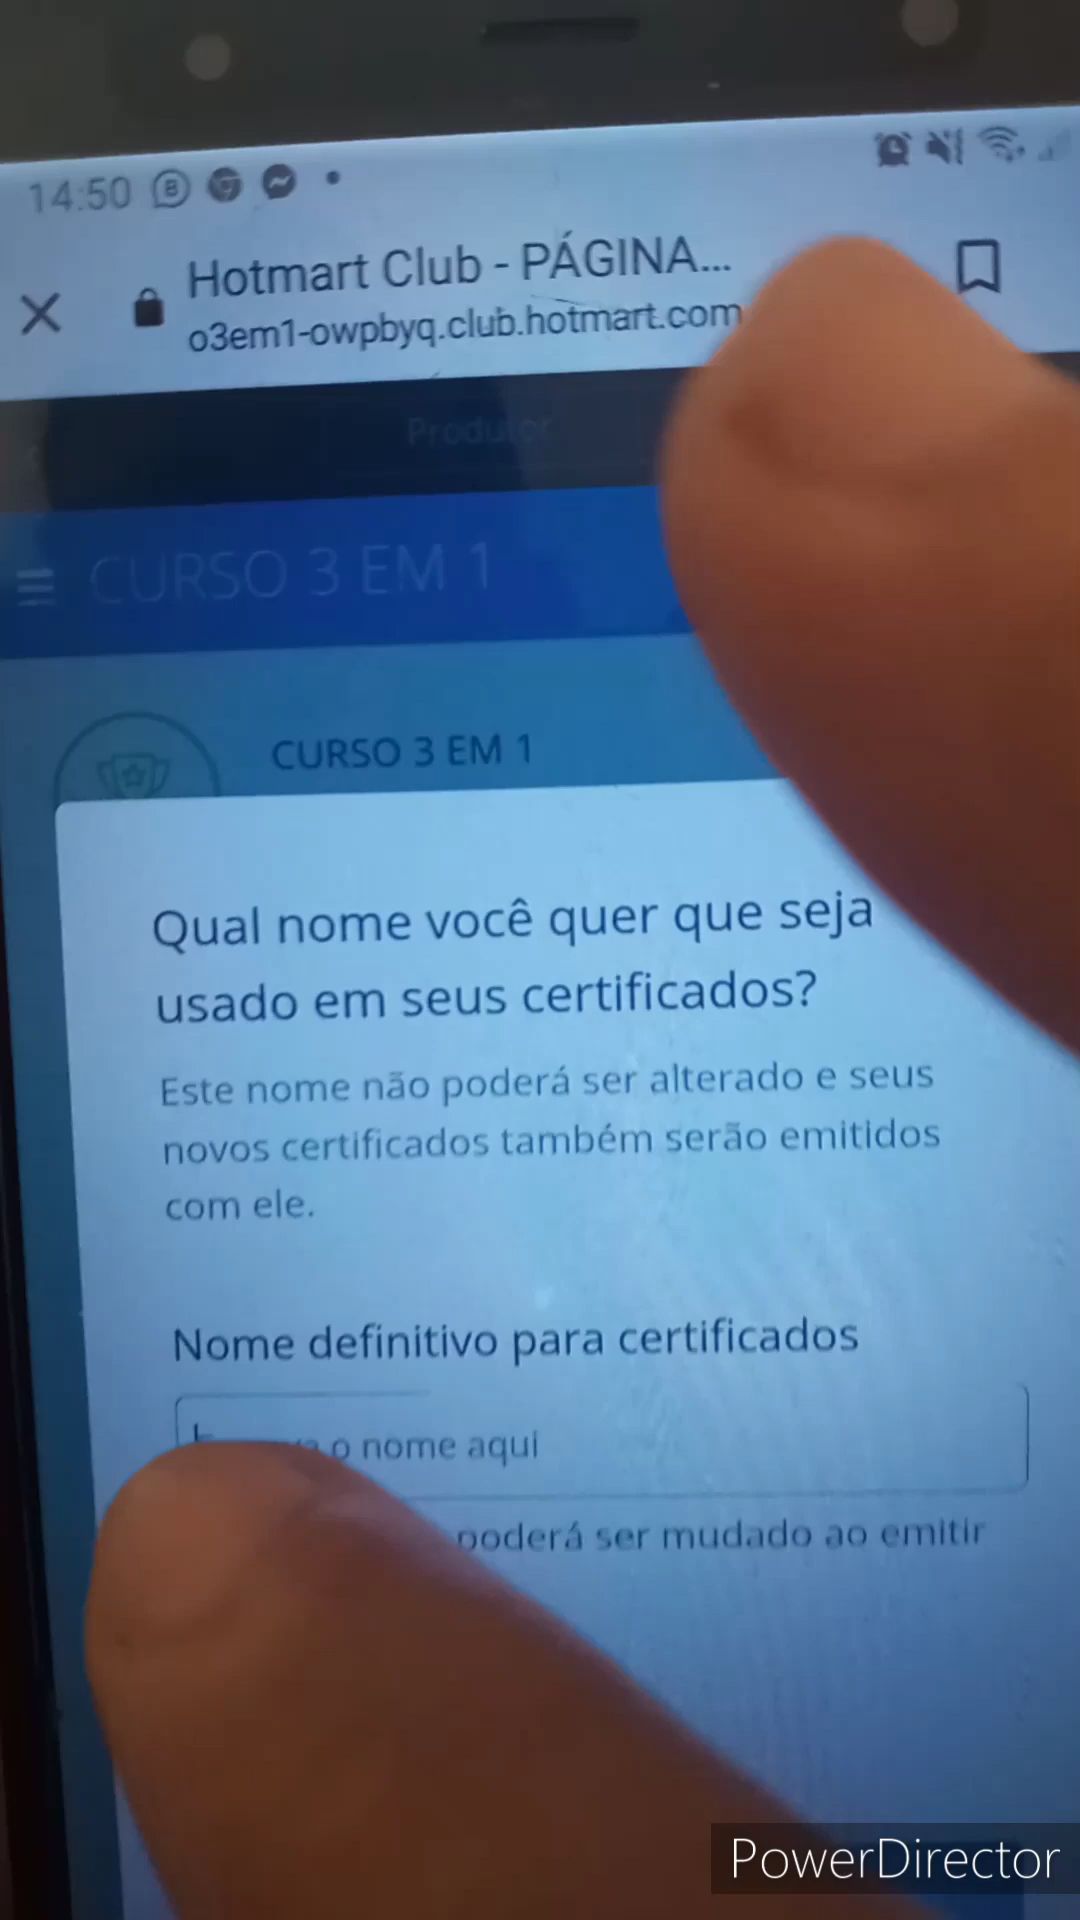 14:50
Hotmart Club - PÁGINA...
o3em1-owpbyq.club.hotmart.com
Produtor
CURSO 3 EM 1
CURSO 3 EM 1
Qual nome você quer que seja
usado em seus certificados?
Este nome não poderá ser alterado e seus
novos certificados também serão emitidos
com ele.
Nome definitivo para certificados
o nome aqui
poderá ser mudado ao emitir
PowerDirector